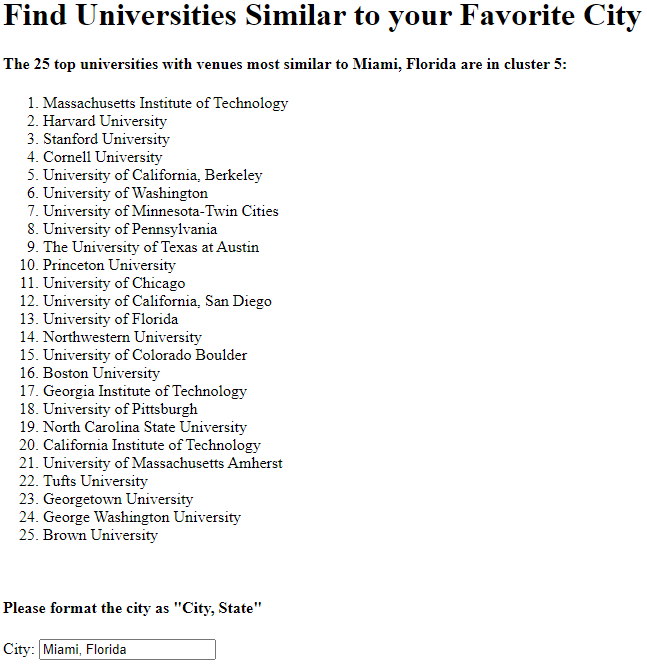 Find Universities Similar to your Favorite City
The 25 top universities with venues most similar to Miami, Florida are in cluster 5:
1. Massachusetts Institute of Technology
2. Harvard University
3. Stanford University
4. Cornell University
5. University of California, Berkeley
6. University of Washington
7. University of Minnesota-Twin Cities
8. University of Pennsylvania
9. The University of Texas at Austin
10. Princeton University
11. University of Chicago
12. University of California, San Diego
13. University of Florida
14. Northwestern University
15. University of Colorado Boulder
16. Boston University
17. Georgia Institute of Technology
18. University of Pittsburgh
19. North Carolina State University
20. California Institute of Technology
21. University of Massachusetts Amherst
22. Tufts University
23. Georgetown University
24. George Washington University
25. Brown University
Please format the city as "City, State"
City: Miami, Florida